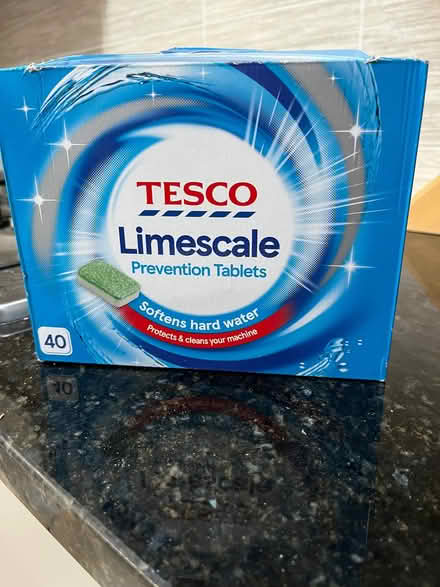 TESCO
Limescale
Prevention Tablets
Softens hard water
Protects & cleans your machine
40